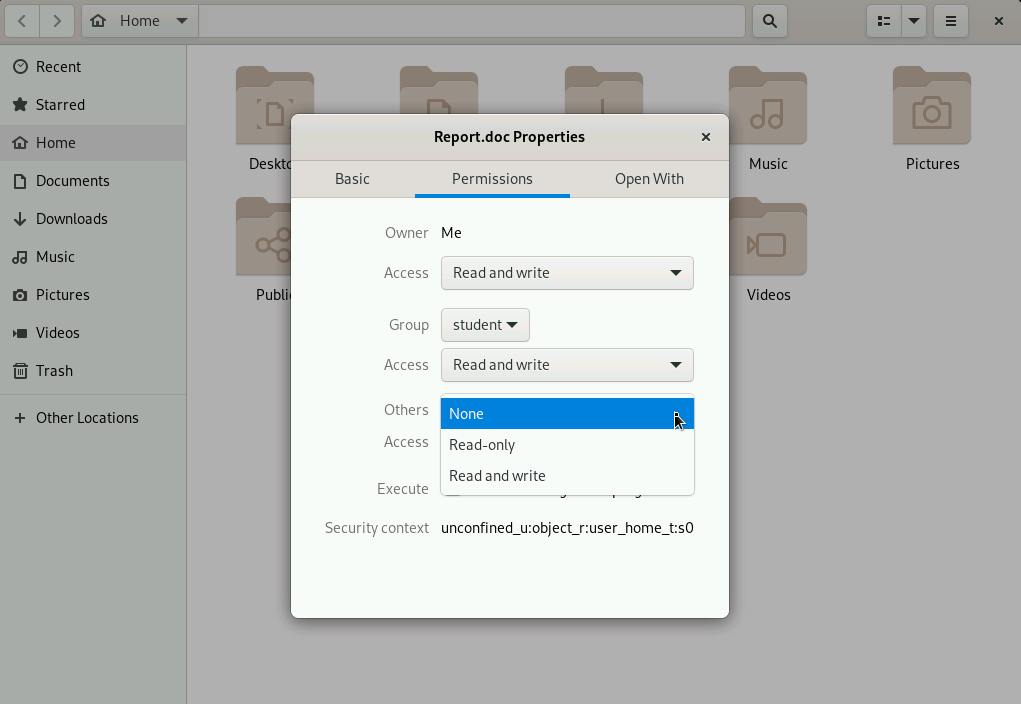 Home
Recent
Starred
Home
Documents
Downloads
Music
Pictures
Videos
Trash
Other Locations
Music
Pictures
Videos
Report.doc Properties
Basic Permissions Open With
Owner Me
Access Read and write
Group student
Access Read and write
Others None
Read-only
Access
Read and write
Execute
Security context unconfined_u:object_r:user_home_t:s0